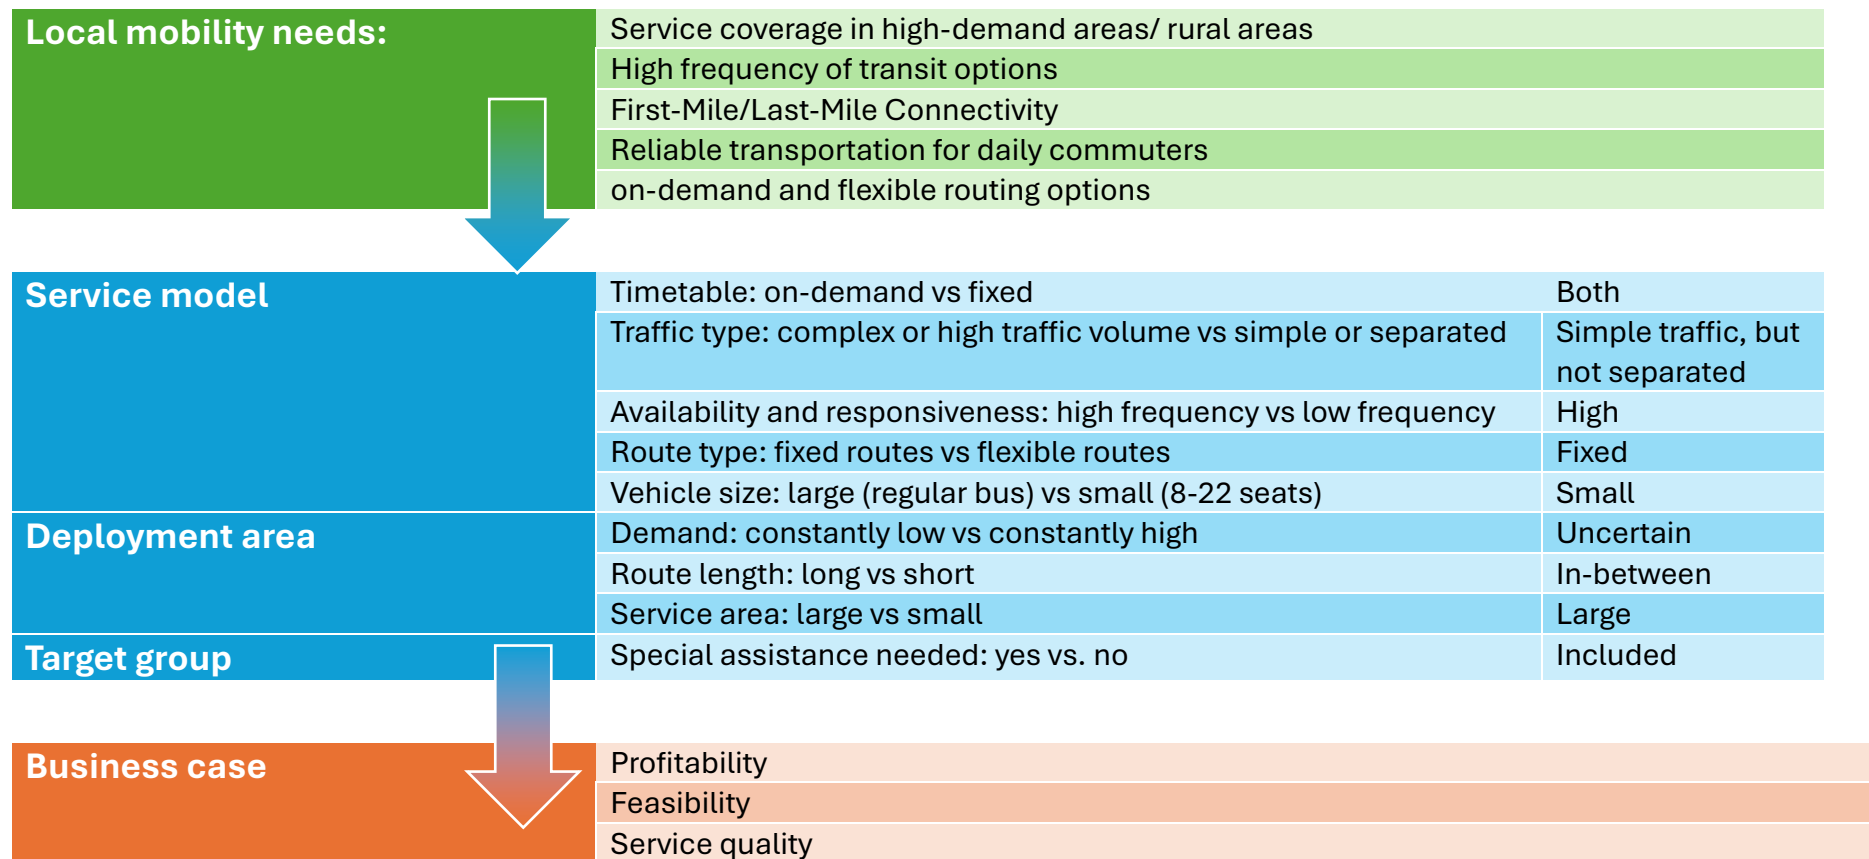 Local mobility needs:
Service coverage in high-demand areas/ rural areas
High frequency of transit options
First-Mile/Last-Mile Connectivity
Reliable transportation for daily commuters
on-demand and flexible routing options
Service model
Timetable: on-demand vs fixed
Both
Traffic type: complex or high traffic volume vs simple or separated
Simple traffic, but
not separated
Availability and responsiveness: high frequency vs low frequency
High
Route type: fixed routes vs flexible routes
Fixed
Vehicle size: large (regular bus) vs small (8-22 seats)
Small
Deployment area
Demand: constantly low vs constantly high
Uncertain
Route length: long vs short
In-between
Service area: large vs small
Large
Target group
Special assistance needed: yes vs. no
Included
Business case
Profitability
Feasibility
Service quality